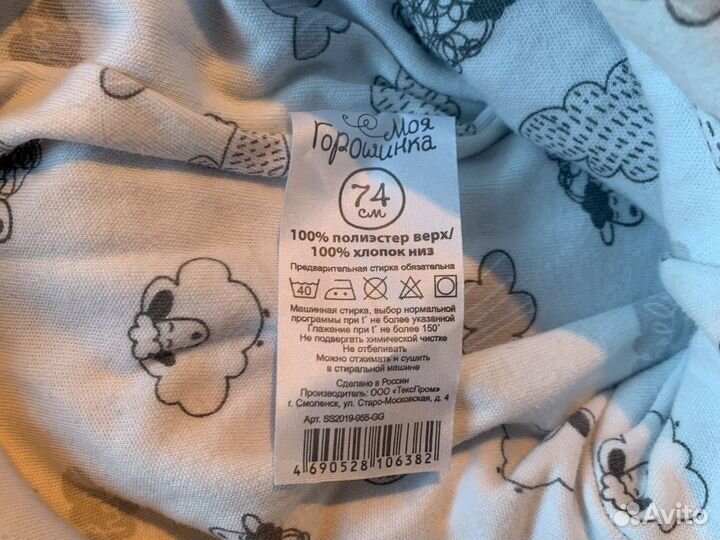 Моя
Горошинка
74
см
100% полиэстер верх/
100% хлопок низ
Предварительная стирка обязательна
40
Машинная стирка, выбор нормальной
программы при t° не более указанной
Глажение при t° не более 150°
Не подвергать химической чистке
Не отбеливать
Можно отжимать и сушить
в стиральной машине
Сделано в России
Производитель: ООО «ТексПром»
г. Смоленск, ул. Старо-Московская, д. 4
Арт. SS2019-955-GG
4 690528 106382
Avito